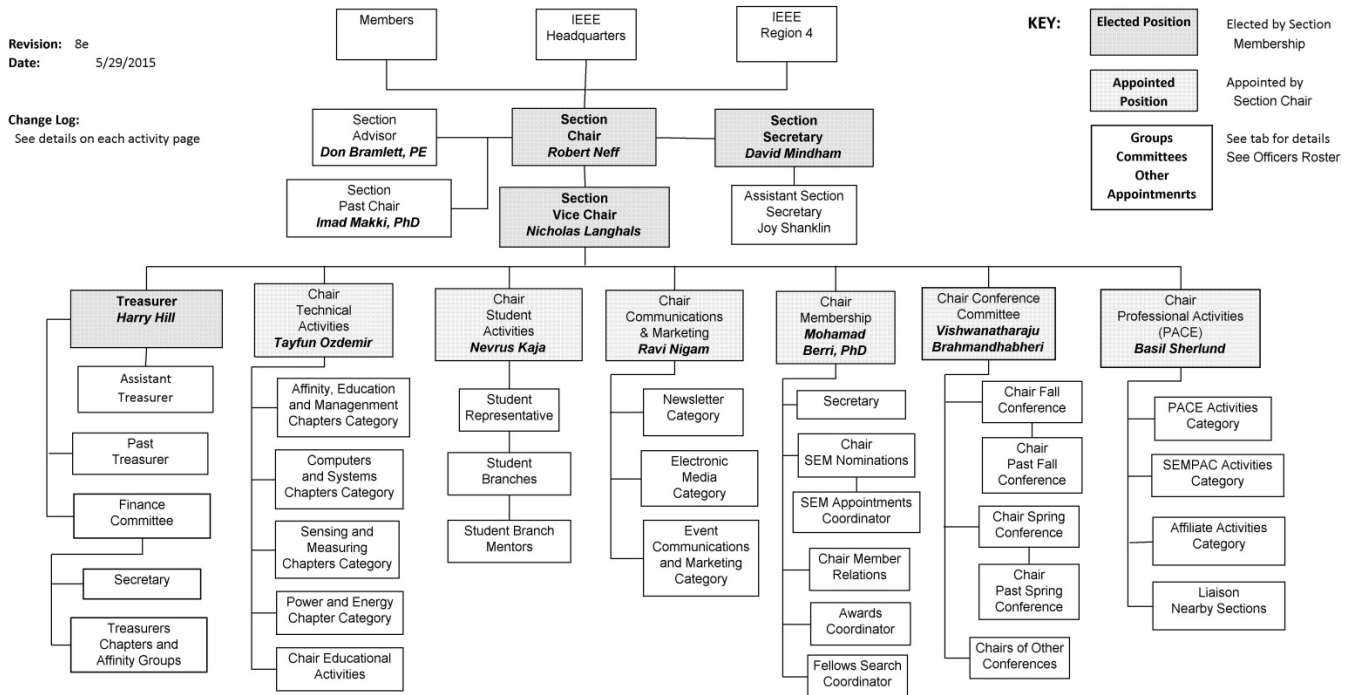 Revision: 8e
Date: 5/29/2015
Change Log:
See details on each activity page
Members
IEEE
Headquarters
IEEE
Region 4
KEY:
Elected Position
Elected by Section
Membership
Appointed
Position
Appointed by
Section Chair
Groups
Committees
Other
Appointmenrts
See tab for details
See Officers Roster
Section
Advisor
Don Bramlett, PE
Section
Chair
Robert Neff
Section
Secretary
David Mindham
Section
Past Chair
Imad Makki, PhD
Section
Vice Chair
Nicholas Langhals
Assistant Section
Secretary
Joy Shanklin
Treasurer
Harry Hill
Assistant
Treasurer
Past
Treasurer
Finance
Committee
Secretary
Treasurers
Chapters and
Affinity Groups
Chair
Technical
Activities
Tayfun Ozdemir
Affinity, Education
and Managenment
Chapters Category
Computers
and Systems
Chapters Category
Sensing and
Measuring
Chapters Category
Power and Energy
Chapter Category
Chair Educational
Activities
Chair
Student
Activities
Nevrus Kaja
Student
Representative
Student
Branches
Student Branch
Mentors
Chair
Communications
& Marketing
Ravi Nigam
Newsletter
Category
Electronic
Media
Category
Event
Communications
and Marketing
Category
Chair
Membership
Mohamad
Berri, PhD
Secretary
Chair
SEM Nominations
SEM Appointments
Coordinator
Chair Member
Relations
Awards
Coordinator
Fellows Search
Coordinator
Chair Conference
Committee
Vishwanatharaju
Brahmandhabheri
Chair Fall
Conference
Chair
Past Fall
Conference
Chair Spring
Conference
Chair
Past Spring
Conference
Chairs of Other
Conferences
Chair
Professional Activities
(PACE)
Basil Sherlund
PACE Activities
Category
SEMPAC Activities
Category
Affiliate Activities
Category
Liaison
Nearby Sections